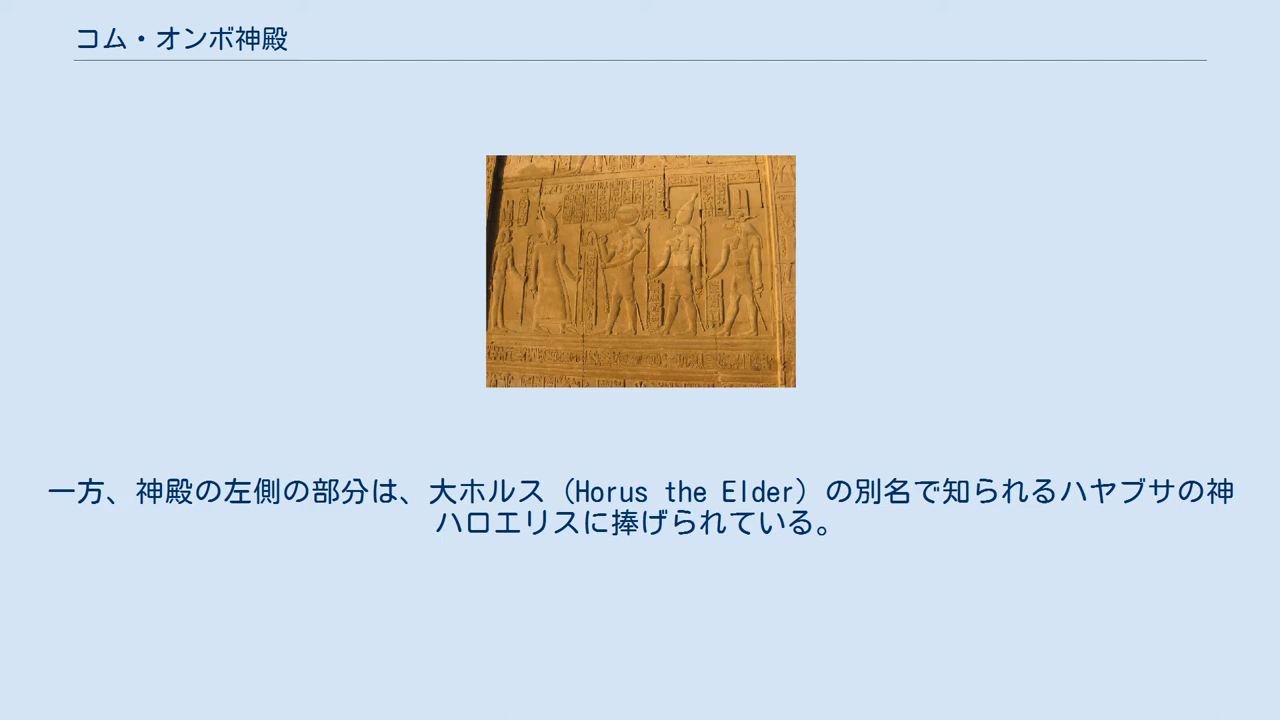 コム・オンボ神殿
一方、神殿の左側の部分は、大ホルス（Horus the Elder）の別名で知られるハヤブサの神
ハロエリスに捧げられている。